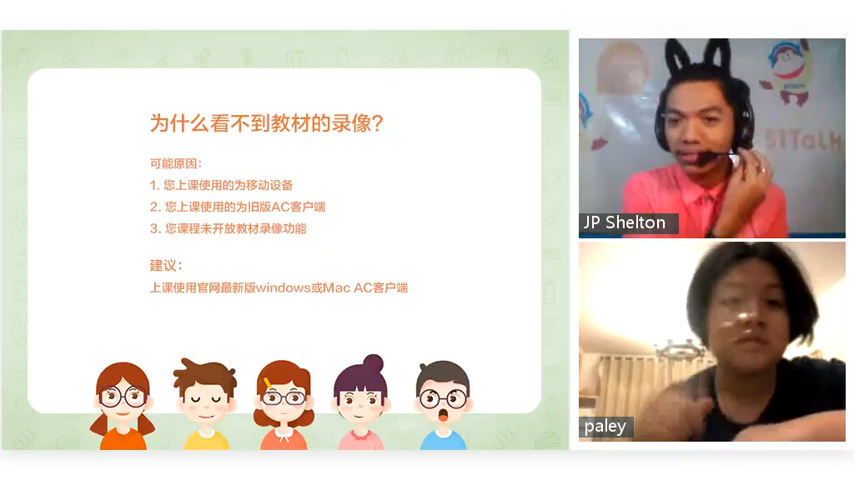 为什么看不到教材的录像?
可能原因:
1. 您上课使用的为移动设备
2. 您上课使用的为旧版AC客户端
3. 您课程未开放教材录像功能
建议:
上课使用官网最新版windows或Mac AC客户端
51Talk
JP Shelton
paley